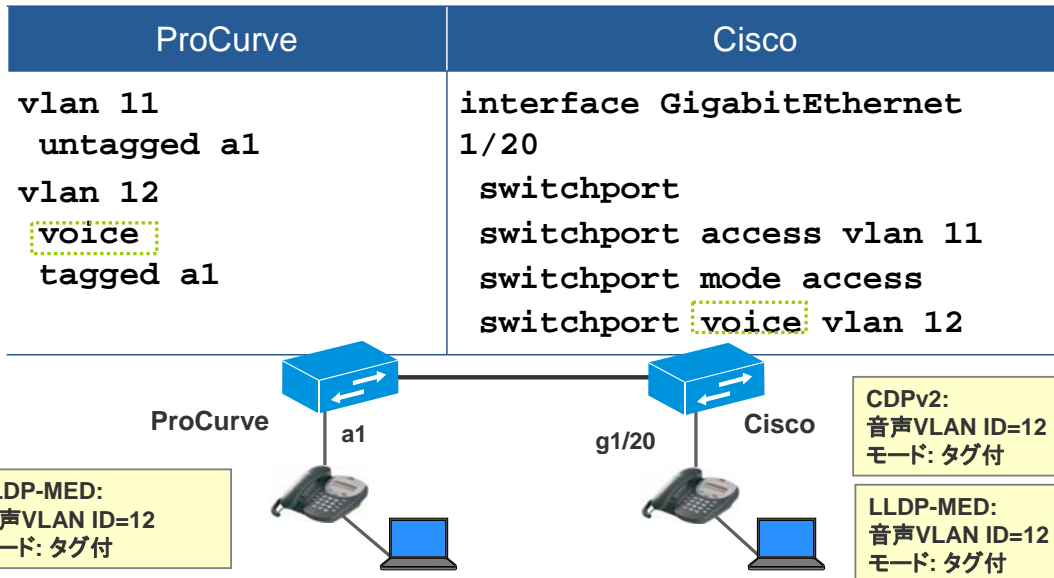 ProCurve
Cisco
vlan 11
untagged a1
vlan 12
voice
tagged a1
interface GigabitEthernet
1/20
switchport
switchport access vlan 11
switchport mode access
switchport voice vlan 12
ProCurve
a1
g1/20
Cisco
CDPv2:
音声VLAN ID=12
モード: タグ付
LDP-MED:
声VLAN ID=12
ード: タグ付
LLDP-MED:
音声VLAN ID=12
モード: タグ付